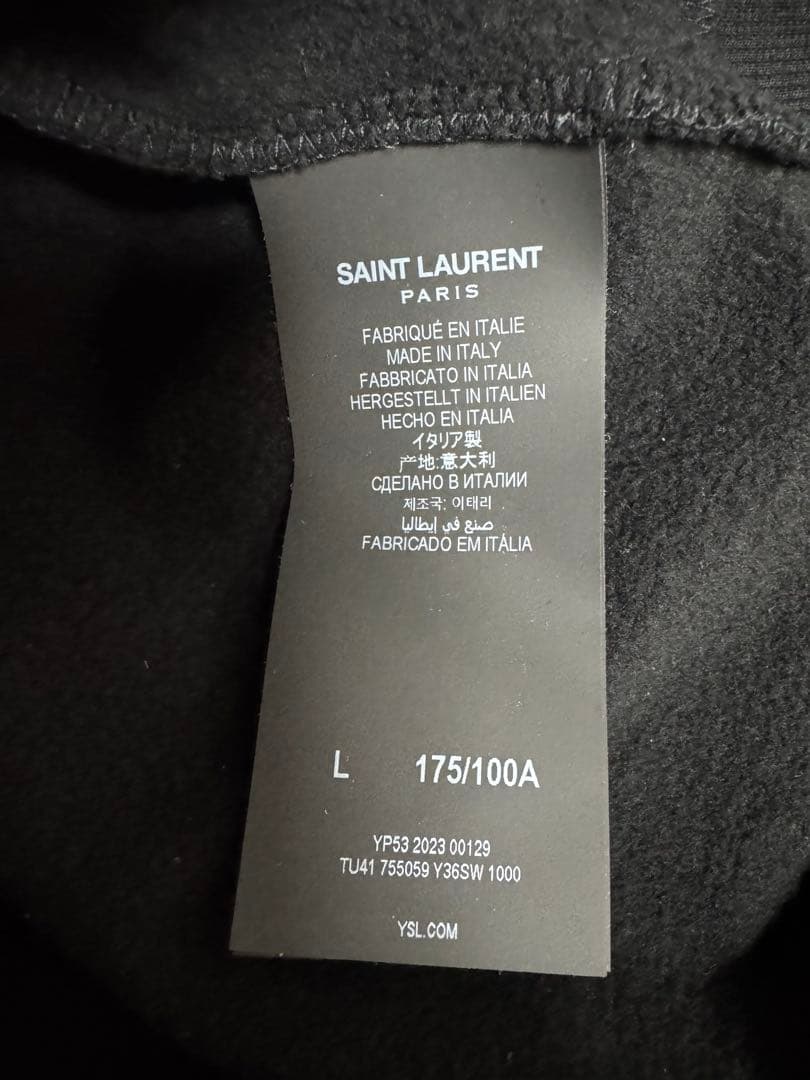 SAINT LAURENT
PARIS
FABRIQUÉ EN ITALIE
MADE IN ITALY
FABBRICATO IN ITALIA
HERGESTELLT IN ITALIEN
HECHO EN ITALIA
イタリア製
产地:意大利
СДЕЛАНО В ИТАЛИИ
제조국: 이태리
صنع في إيطاليا
FABRICADO EM ITÁLIA
L 175/100A
YP53 2023 00129
TU41 755059 Y36SW 1000
YSL.COM